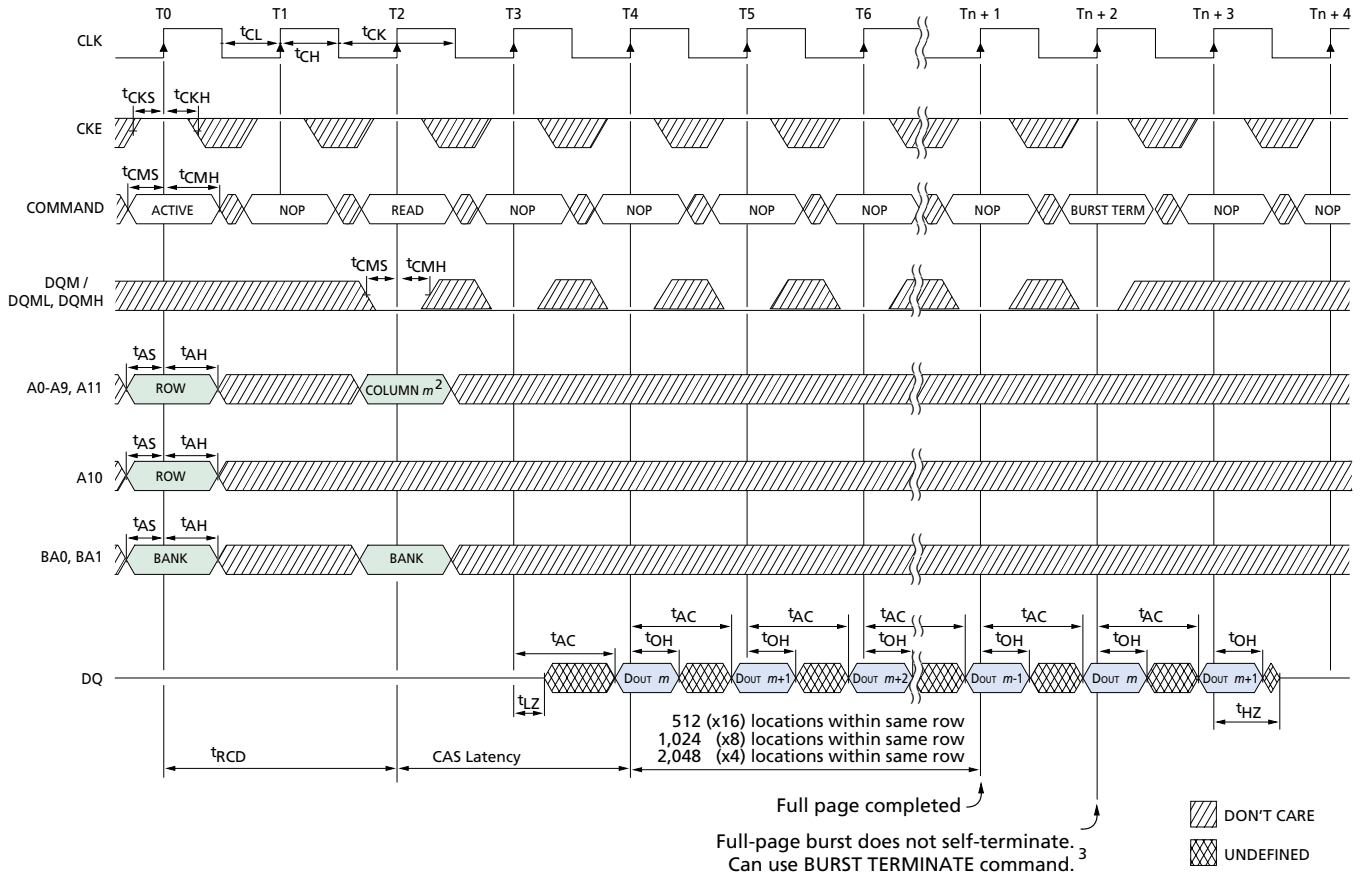 T0 T1 T2 T3 T4 T5 T6 Tn + 1 Tn + 2 Tn + 3 Tn + 4
CLK
tCL tCK
tCH
tCKS tCKH
CKE
tCMS tCMH
COMMAND ACTIVE NOP READ NOP NOP NOP NOP NOP BURST TERM NOP NOP
tCMS tCMH
DQM /
DQML, DQMH
tAS tAH
A0-A9, A11 ROW COLUMN m2
tAS tAH
A10 ROW
tAS tAH
BA0, BA1 BANK BANK
tAC tAC tAC tAC tAC
tAC tOH tOH tOH tOH tOH tOH
DQ DOUT m DOUT m+1 DOUT m+2 DOUT m-1 DOUT m DOUT m+1
tLZ tHZ
512 (x16) locations within same row
1,024 (x8) locations within same row
2,048 (x4) locations within same row
tRCD CAS Latency
Full page completed
Full-page burst does not self-terminate.
Can use BURST TERMINATE command. 3
DON'T CARE
UNDEFINED